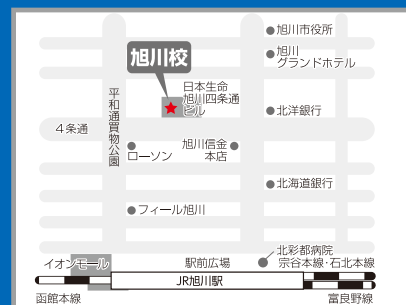 旭川市役所
旭川
グランドホテル
旭川校
日本生命
旭川四条通
ビル
平和通買物公園
北洋銀行
4条通
ローソン
旭川信金
本店
北海道銀行
フィール旭川
北彩都病院
イオンモール
駅前広場
宗谷本線・石北本線
JR旭川駅
函館本線
富良野線